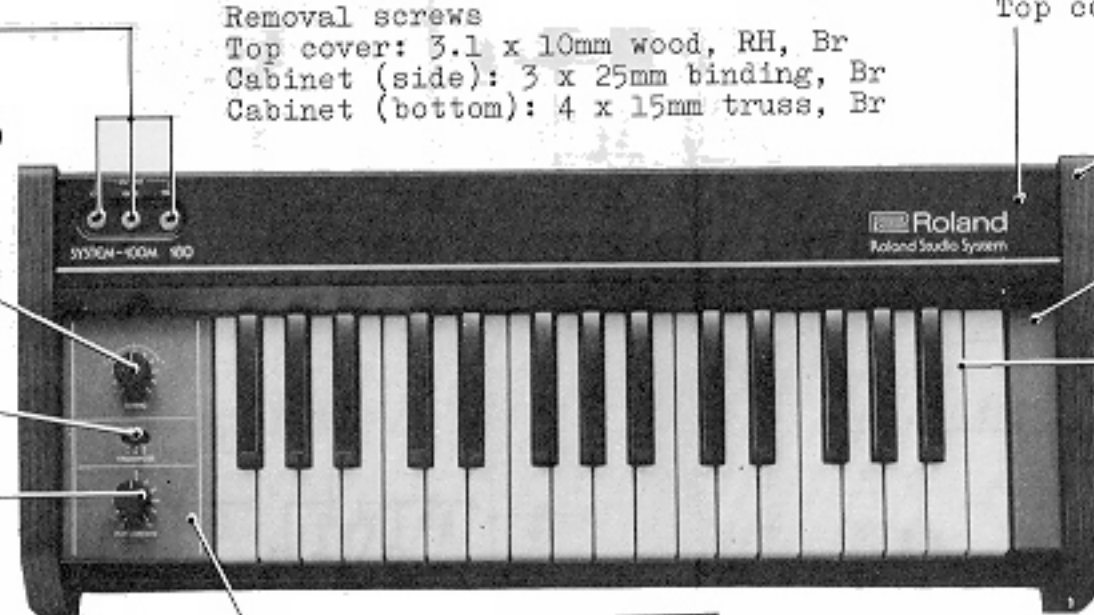 Removal screws
Top cover: 3.1 x 10mm wood, RH, Br
Cabinet (side): 3 x 25mm binding, Br
Cabinet (bottom): 4 x 15mm truss, Br
Top co
Roland
Roland Studio System
SYSTEM-100M 180